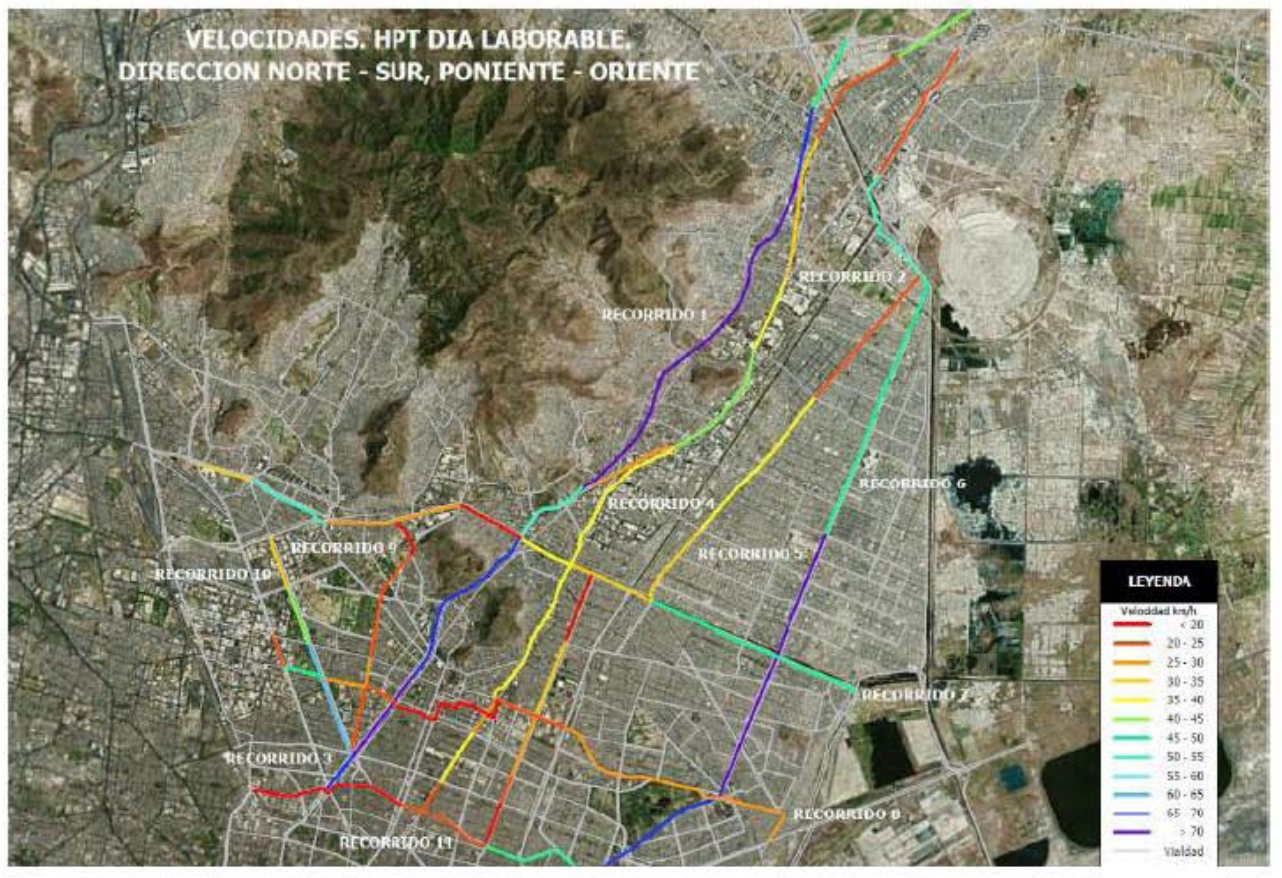 VELOCIDADES. HPT DIA LABORABLE.
DIRECCION NORTE - SUR, PONIENTE - ORIENTE
RECORRIDO 2
RECORRIDO 1
RECORRIDO 6
RECORRIDO 4
RECORRIDO 9
RECORRIDO 5
RECORRIDO 10
RECORRIDO 7
RECORRIDO 3
RECORRIDO 8
RECORRIDO 11
LEYENDA
Velocidad km/h
< 20
20 - 25
25 - 30
30 - 35
35 - 40
40 - 45
45 - 50
50 - 55
55 - 60
60 - 65
65 - 70
> 70
Vialidad